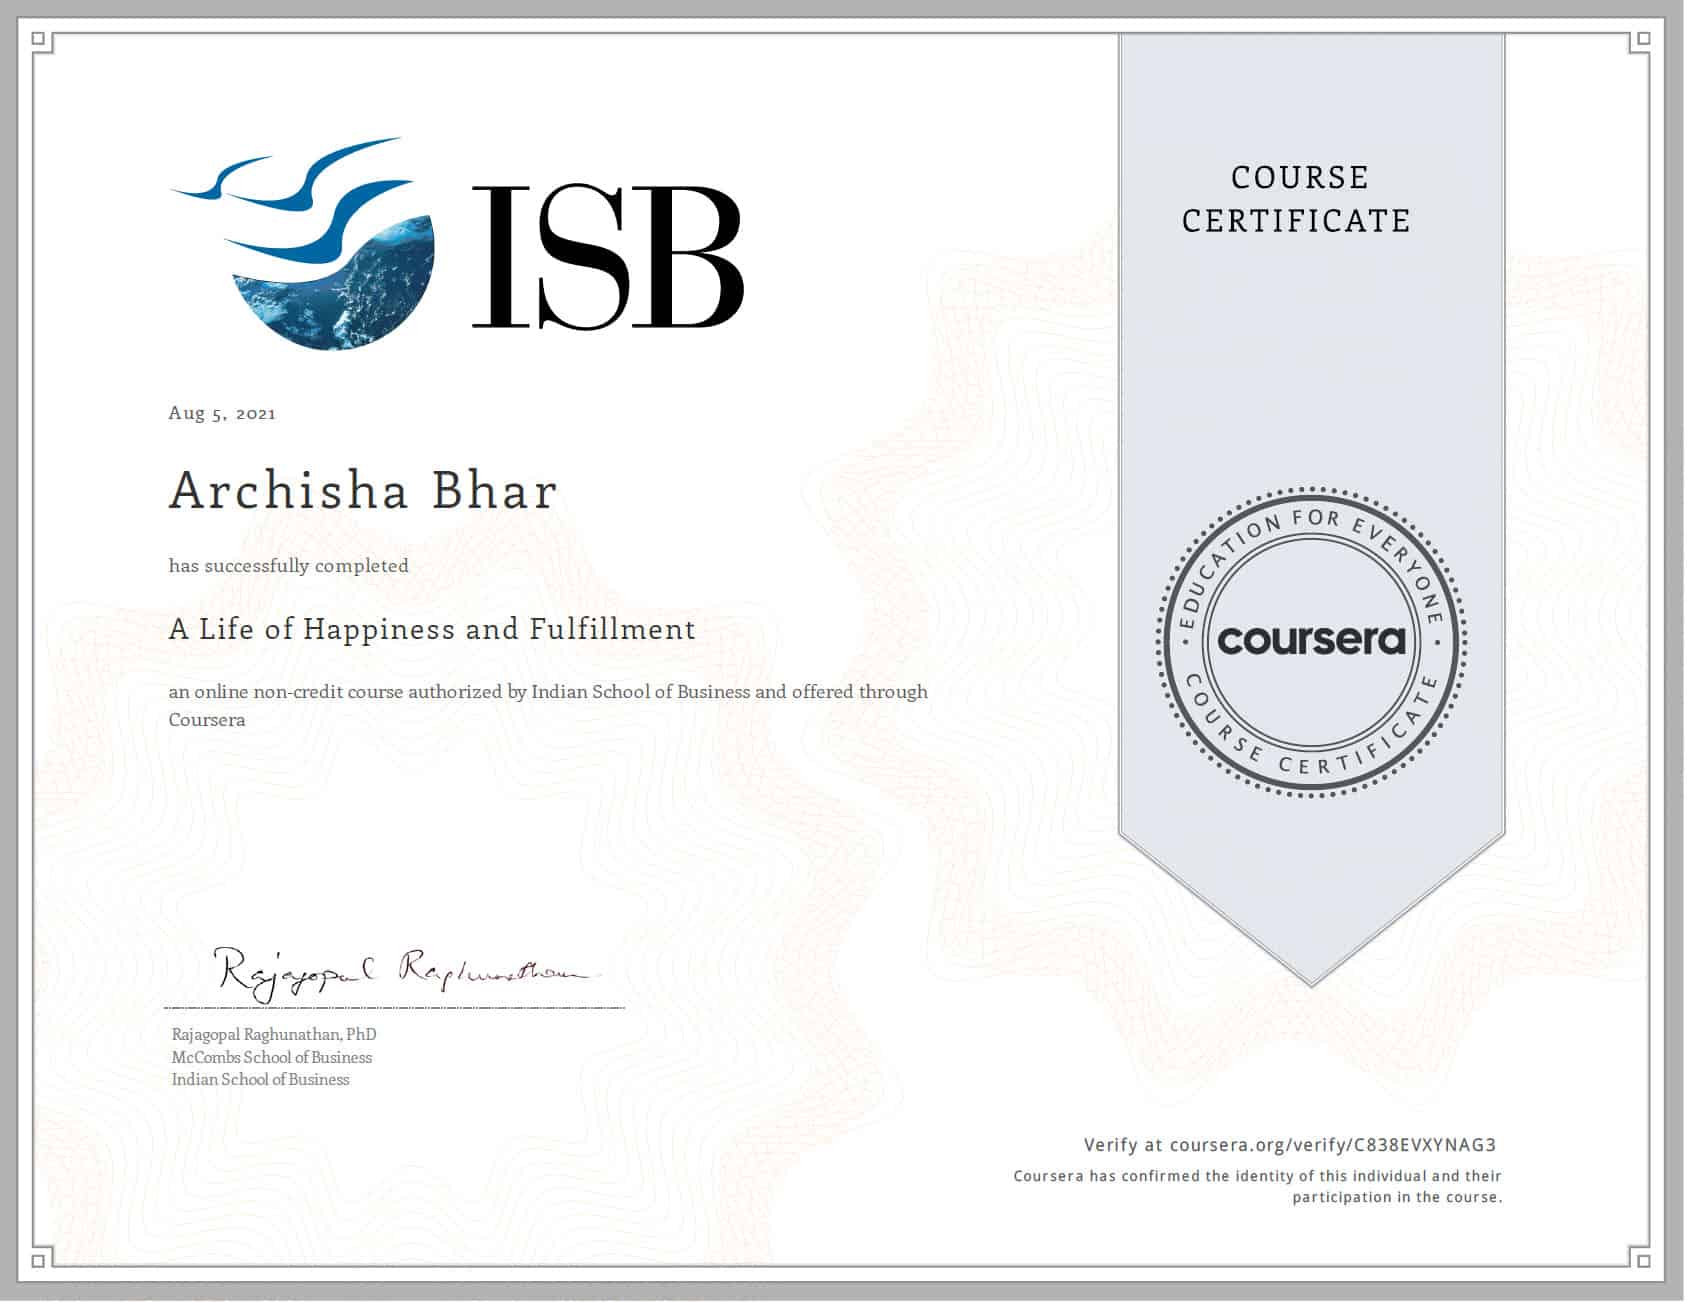 ISB
COURSE
CERTIFICATE
Aug 5, 2021
Archisha Bhar
has successfully completed
A Life of Happiness and Fulfillment
an online non-credit course authorized by Indian School of Business and offered through
Coursera
EDUCATION FOR EVERYONE
coursera
COURSE CERTIFICATE
Rajagopal Raghunathan
Rajagopal Raghunathan, PhD
McCombs School of Business
Indian School of Business
Verify at coursera.org/verify/C838EVXYNAG3
Coursera has confirmed the identity of this individual and their
participation in the course.